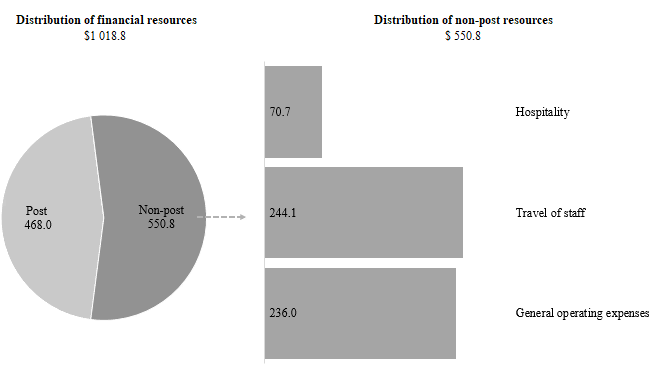 Distribution of financial resources
$1 018.8
Distribution of non-post resources
$ 550.8
Post
468.0
Non-post
550.8
70.7
Hospitality
244.1
Travel of staff
236.0
General operating expenses